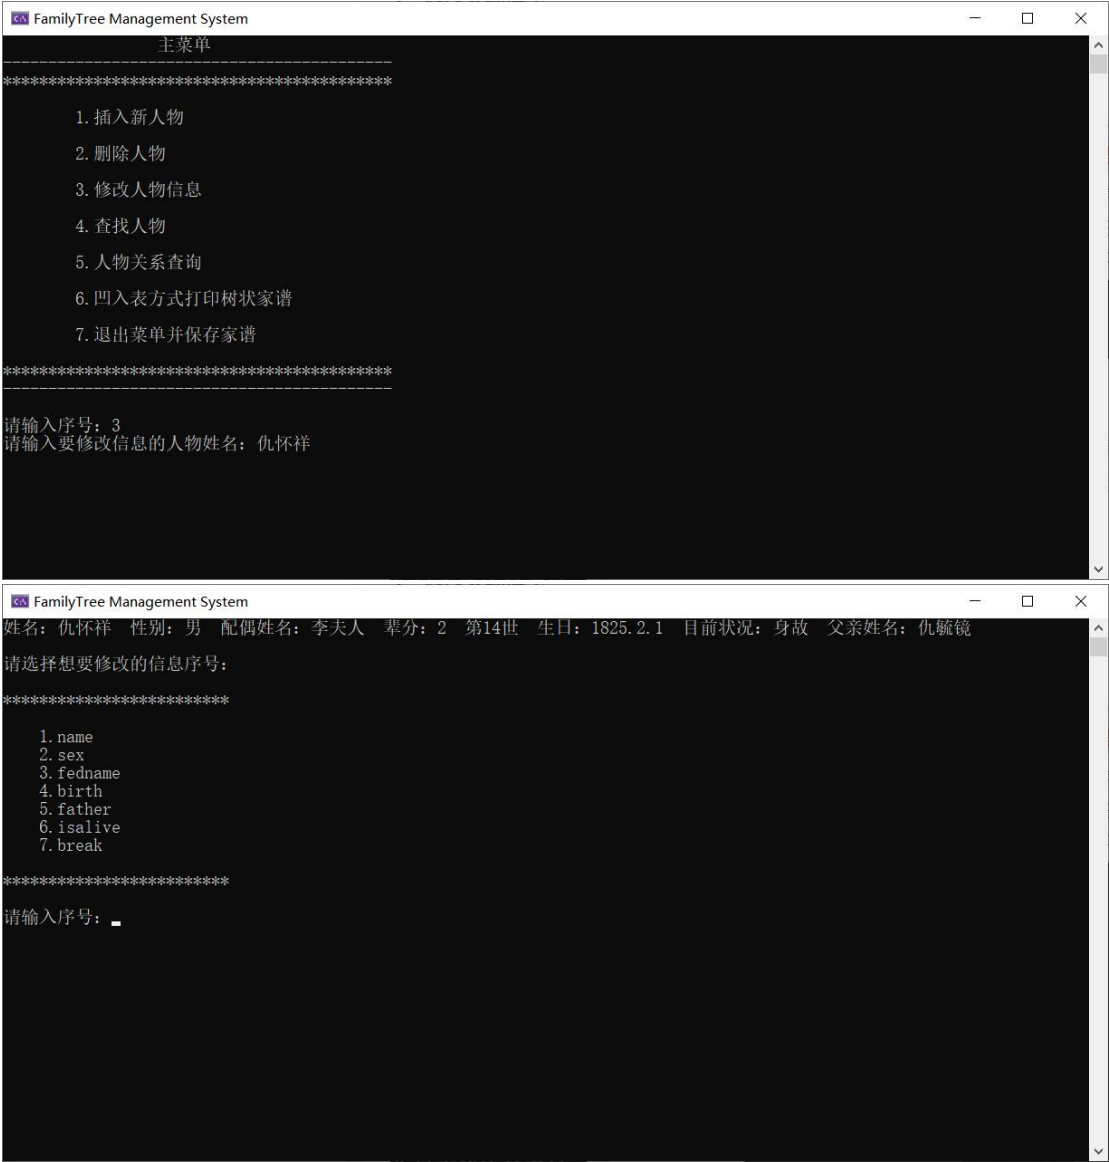 FamilyTree Management System
主菜单
-------------------------------------------
*******************************************
1.插入新人物
2.删除人物
3.修改人物信息
4.查找人物
5.人物关系查询
6.凹入表方式打印树状家谱
7.退出菜单并保存家谱
*******************************************
-------------------------------------------
请输入序号：3
请输入要修改信息的人物姓名：仇怀祥
FamilyTree Management System
姓名：仇怀祥  性别：男  配偶姓名：李夫人  辈分：2  第14世  生日：1825.2.1  目前状况：身故  父亲姓名：仇毓镜
请选择想要修改的信息序号：
*************************
1.name
2.sex
3.fedname
4.birth
5.father
6.isalive
7.break
*************************
请输入序号：